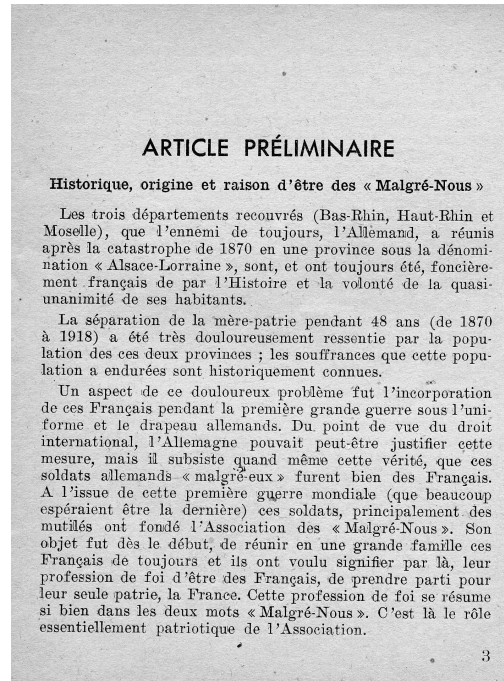 ARTICLE PRÉLIMINAIRE
Historique, origine et raison d'être des « Malgré-Nous »
Les trois départements recouvrés (Bas-Rhin, Haut-Rhin et
Moselle), que l'ennemi de toujours, l'Allemand, a réunis
après la catastrophe de 1870 en une province sous la dénomi-
nation « Alsace-Lorraine », sont, et ont toujours été, foncière-
ment français de par l'Histoire et la volonté de la quasi-
unanimité de ses habitants.
La séparation de la mère-patrie pendant 48 ans (de 1870
à 1918) a été très douloureusement ressentie par la popu-
lation des ces deux provinces ; les souffrances que cette popu-
lation a endurées sont historiquement connues.
Un aspect de ce douloureux problème fut l'incorporation
de ces Français pendant la première grande guerre sous l'uni-
forme et le drapeau allemands. Du point de vue du droit
international, l'Allemagne pouvait peut-être justifier cette
mesure, mais il subsiste quand même cette vérité, que ces
soldats allemands « malgré-eux » furent bien des Français.
A l'issue de cette première guerre mondiale (que beaucoup
espéraient être la dernière) ces soldats, principalement des
mutilés ont fondé l'Association des « Malgré-Nous ». Son
objet fut dès le début, de réunir en une grande famille ces
Français de toujours et ils ont voulu signifier par là, leur
profession de foi d'être des Français, de prendre parti pour
leur seule patrie, la France. Cette profession de foi se résume
si bien dans les deux mots « Malgré-Nous ». C'est là le rôle
essentiellement patriotique de l'Association.
3